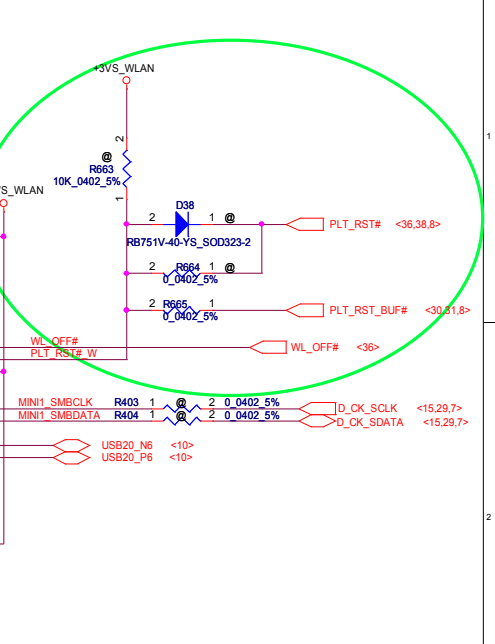 +3VS_WLAN
1
2
@
R663
10K_0402_5%
1
S_WLAN
D38
2 1 @
PLT_RST# <36,38,8>
RB751V-40-YS_SOD323-2
2 R664 1 @
0_0402_5%
2 R665 1
0_0402_5%
PLT_RST_BUF# <30,31,8>
WL_OFF#
WL_OFF# <36>
PLT_RST#_W
MINI1_SMBCLK R403 1 @ 2 0_0402_5% D_CK_SCLK <15,29,7>
MINI1_SMBDATA R404 1 @ 2 0_0402_5% D_CK_SDATA <15,29,7>
USB20_N6 <10>
USB20_P6 <10>
2